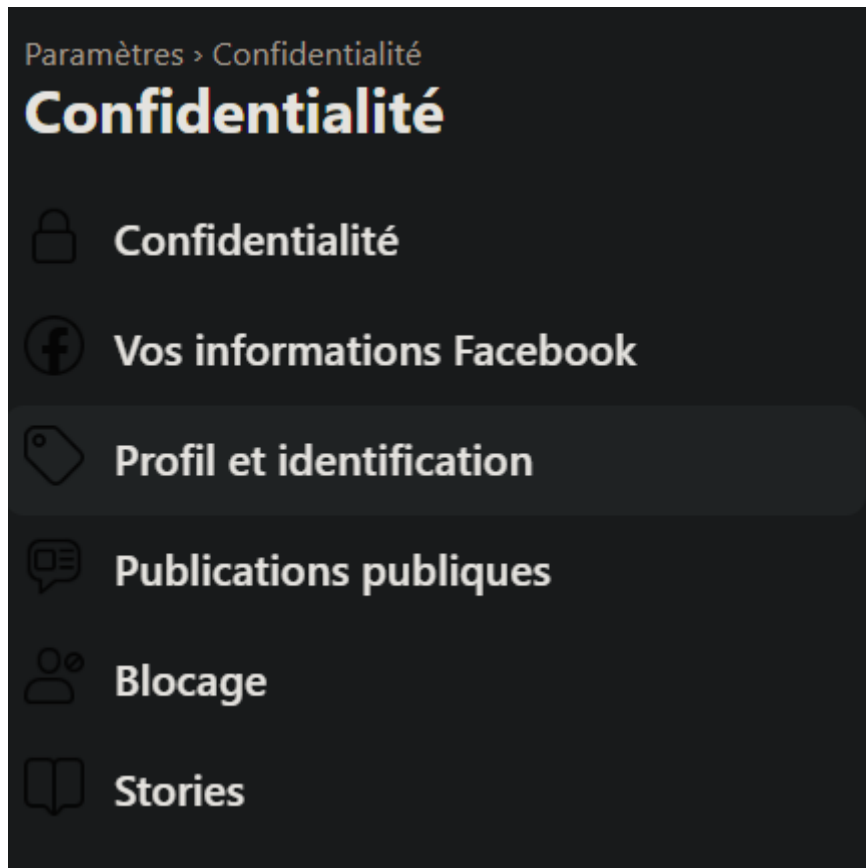 Paramètres › Confidentialité
Confidentialité
Confidentialité
Vos informations Facebook
Profil et identification
Publications publiques
Blocage
Stories